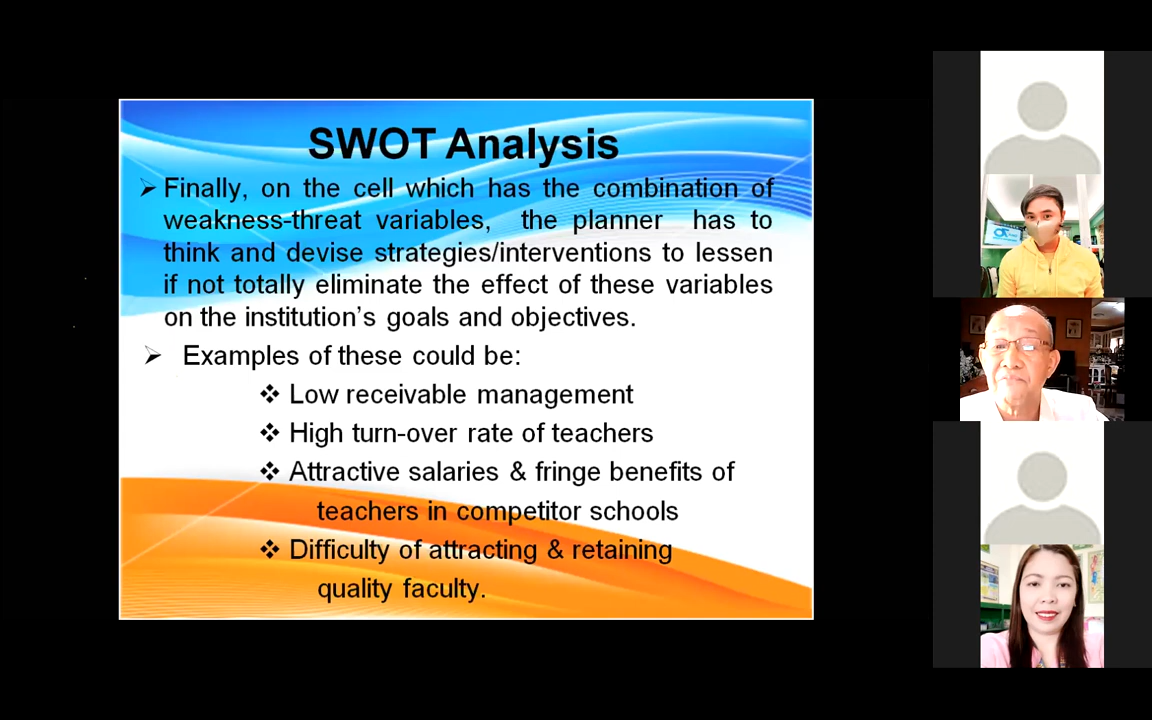 SWOT Analysis
➢ Finally, on the cell which has the combination of
weakness-threat variables, the planner has to
think and devise strategies/interventions to lessen
if not totally eliminate the effect of these variables
on the institution's goals and objectives.
➢ Examples of these could be:
❖ Low receivable management
❖ High turn-over rate of teachers
❖ Attractive salaries & fringe benefits of
teachers in competitor schools
❖ Difficulty of attracting & retaining
quality faculty.